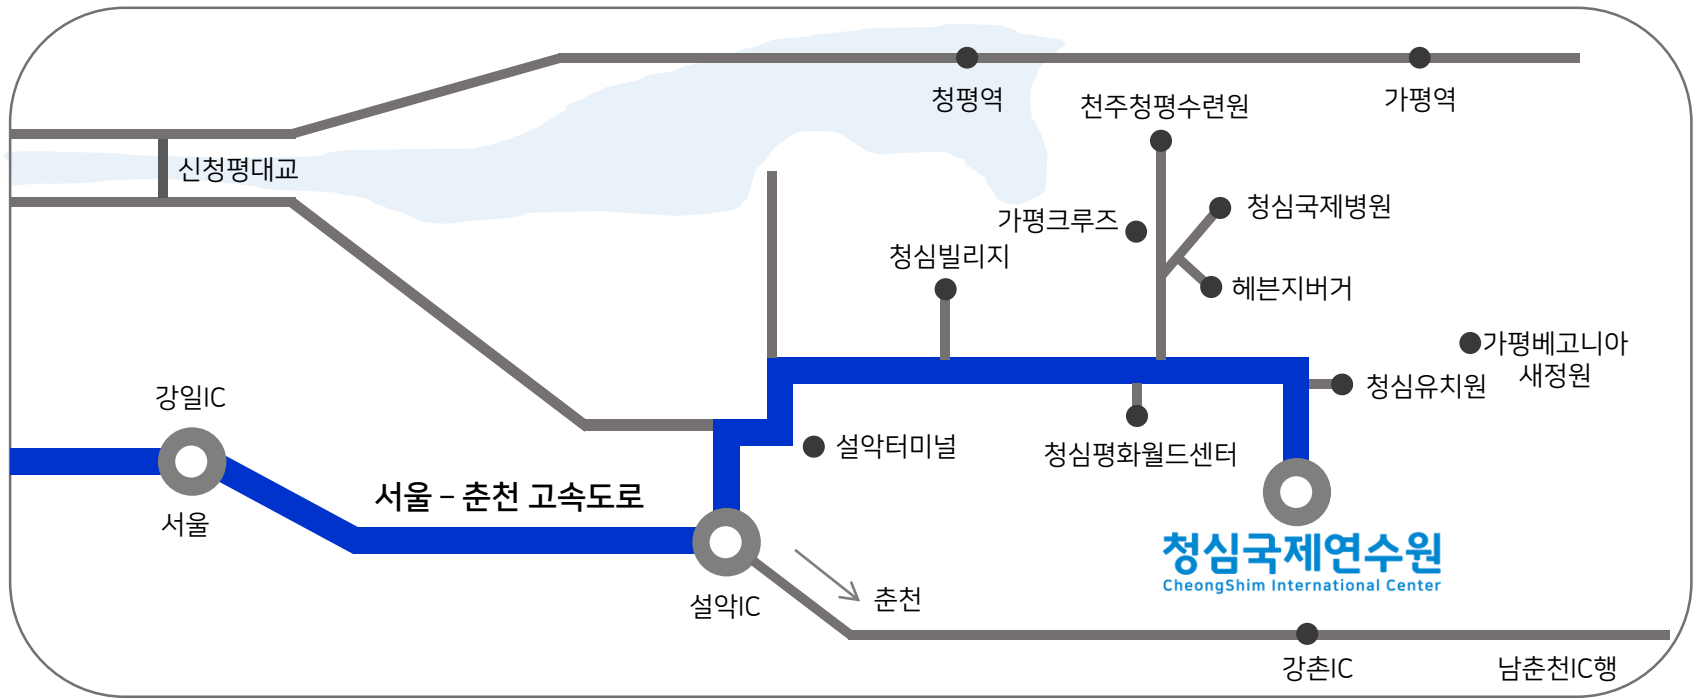 청평역
천주청평수련원
가평역
신청평대교
청심국제병원
가평크루즈
청심빌리지
헤븐지버거
가평베고니아
새정원
강일IC
청심유치원
설악터미널
청심평화월드센터
서울 – 춘천 고속도로
서울
청심국제연수원
CheongShim International Center
설악IC
춘천
강촌IC
남춘천IC행